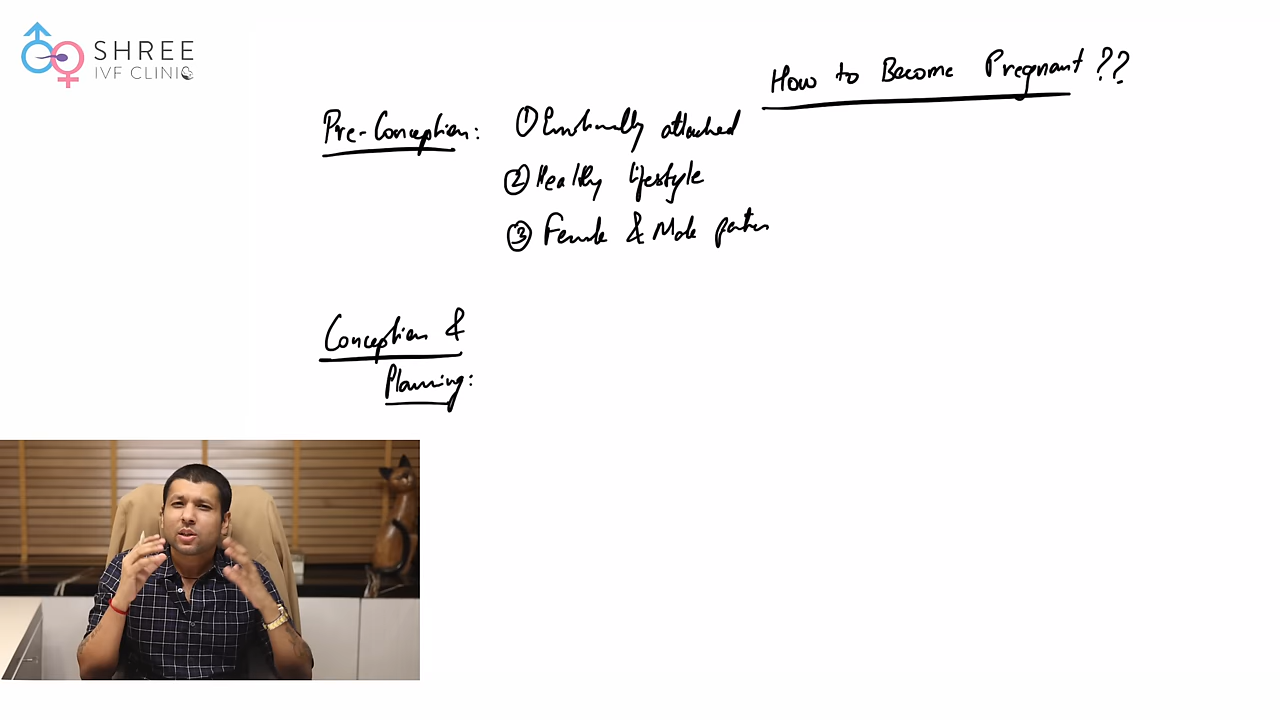 SHREE
IVF CLINIC
How to Become Pregnant ??
Pre-Conception:
① Emotionally attached
② Healthy lifestyle
③ Female & Male partner
Conception &
Planning: